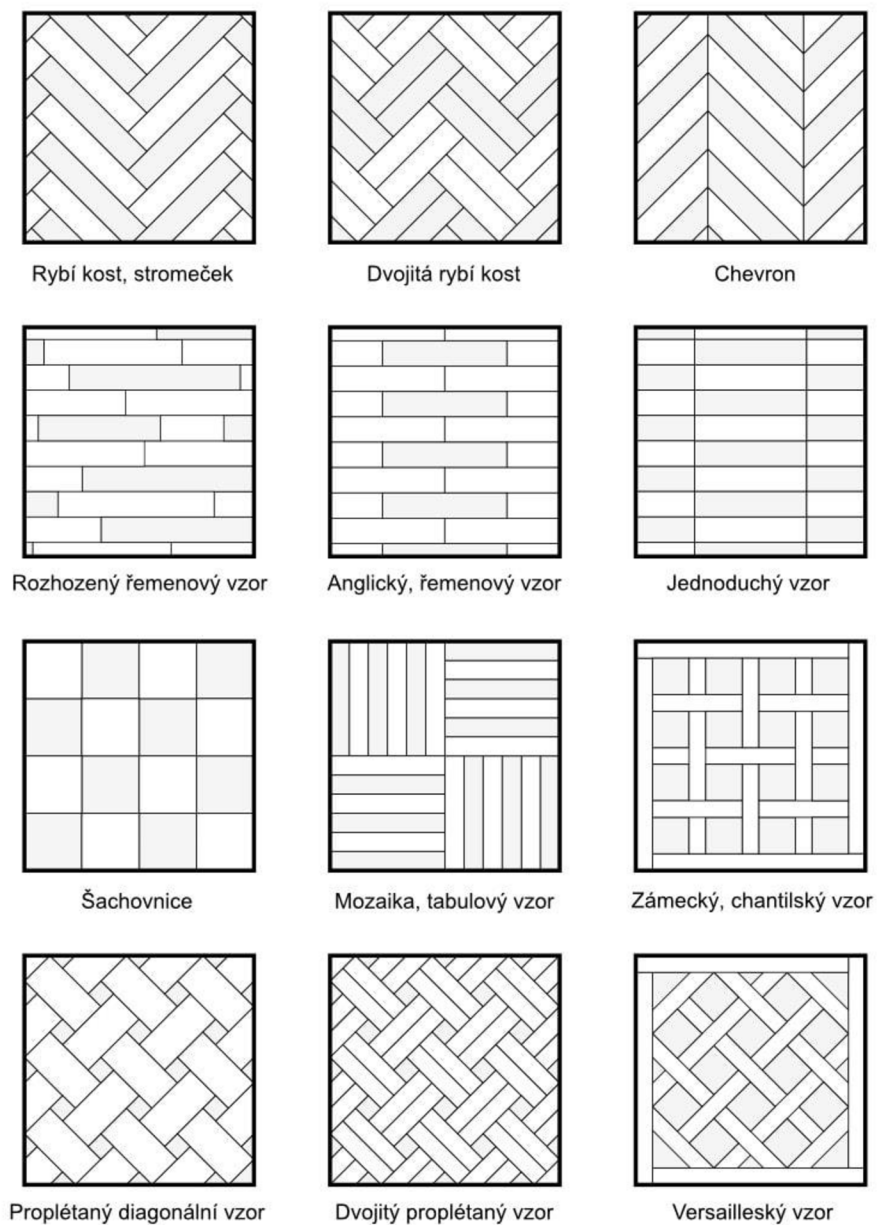 Rybí kost, stromeček
Dvojitá rybí kost
Chevron
Rozhozený řemenový vzor
Anglický, řemenový vzor
Jednoduchý vzor
Šachovnice
Mozaika, tabulový vzor
Zámecký, chantilský vzor
Proplétaný diagonální vzor
Dvojitý proplétaný vzor
Versailleský vzor